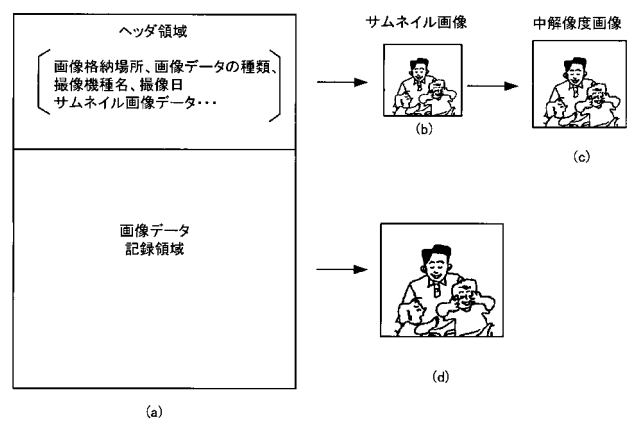 ヘッダ領域
画像格納場所、画像データの種類、
撮像機種名、撮像日
サムネイル画像データ・・・
サムネイル画像
(b)
中解像度画像
(c)
画像データ
記録領域
(d)
(a)